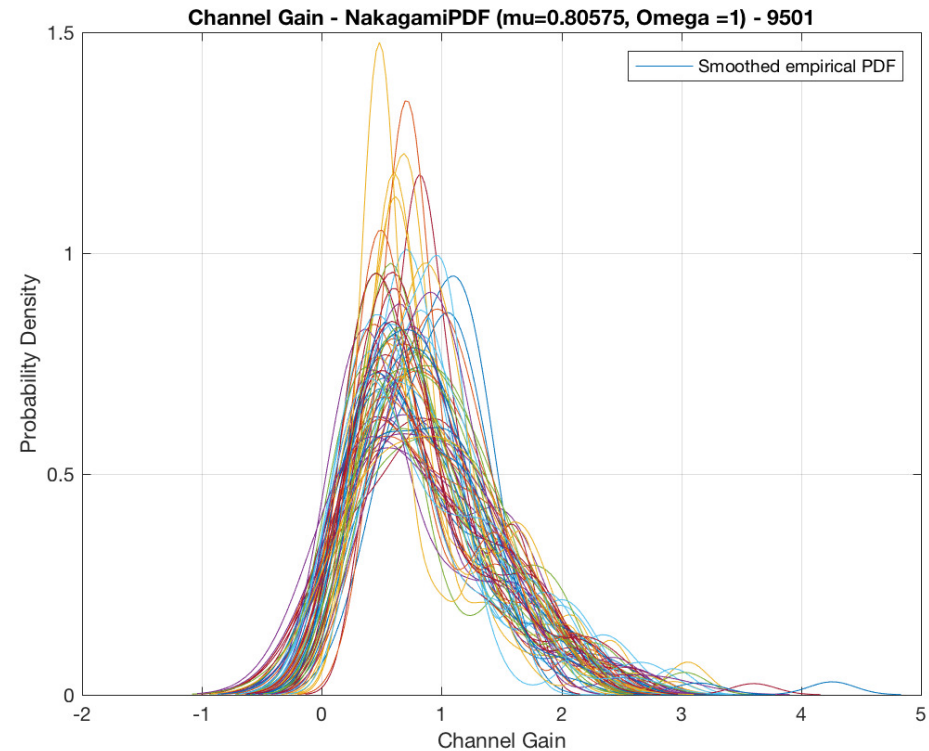 Channel Gain - NakagamiPDF (mu=0.80575, Omega =1) - 9501
Smoothed empirical PDF
Probability Density
1.5
1
0.5
0
-2 -1 0 1 2 3 4 5
Channel Gain